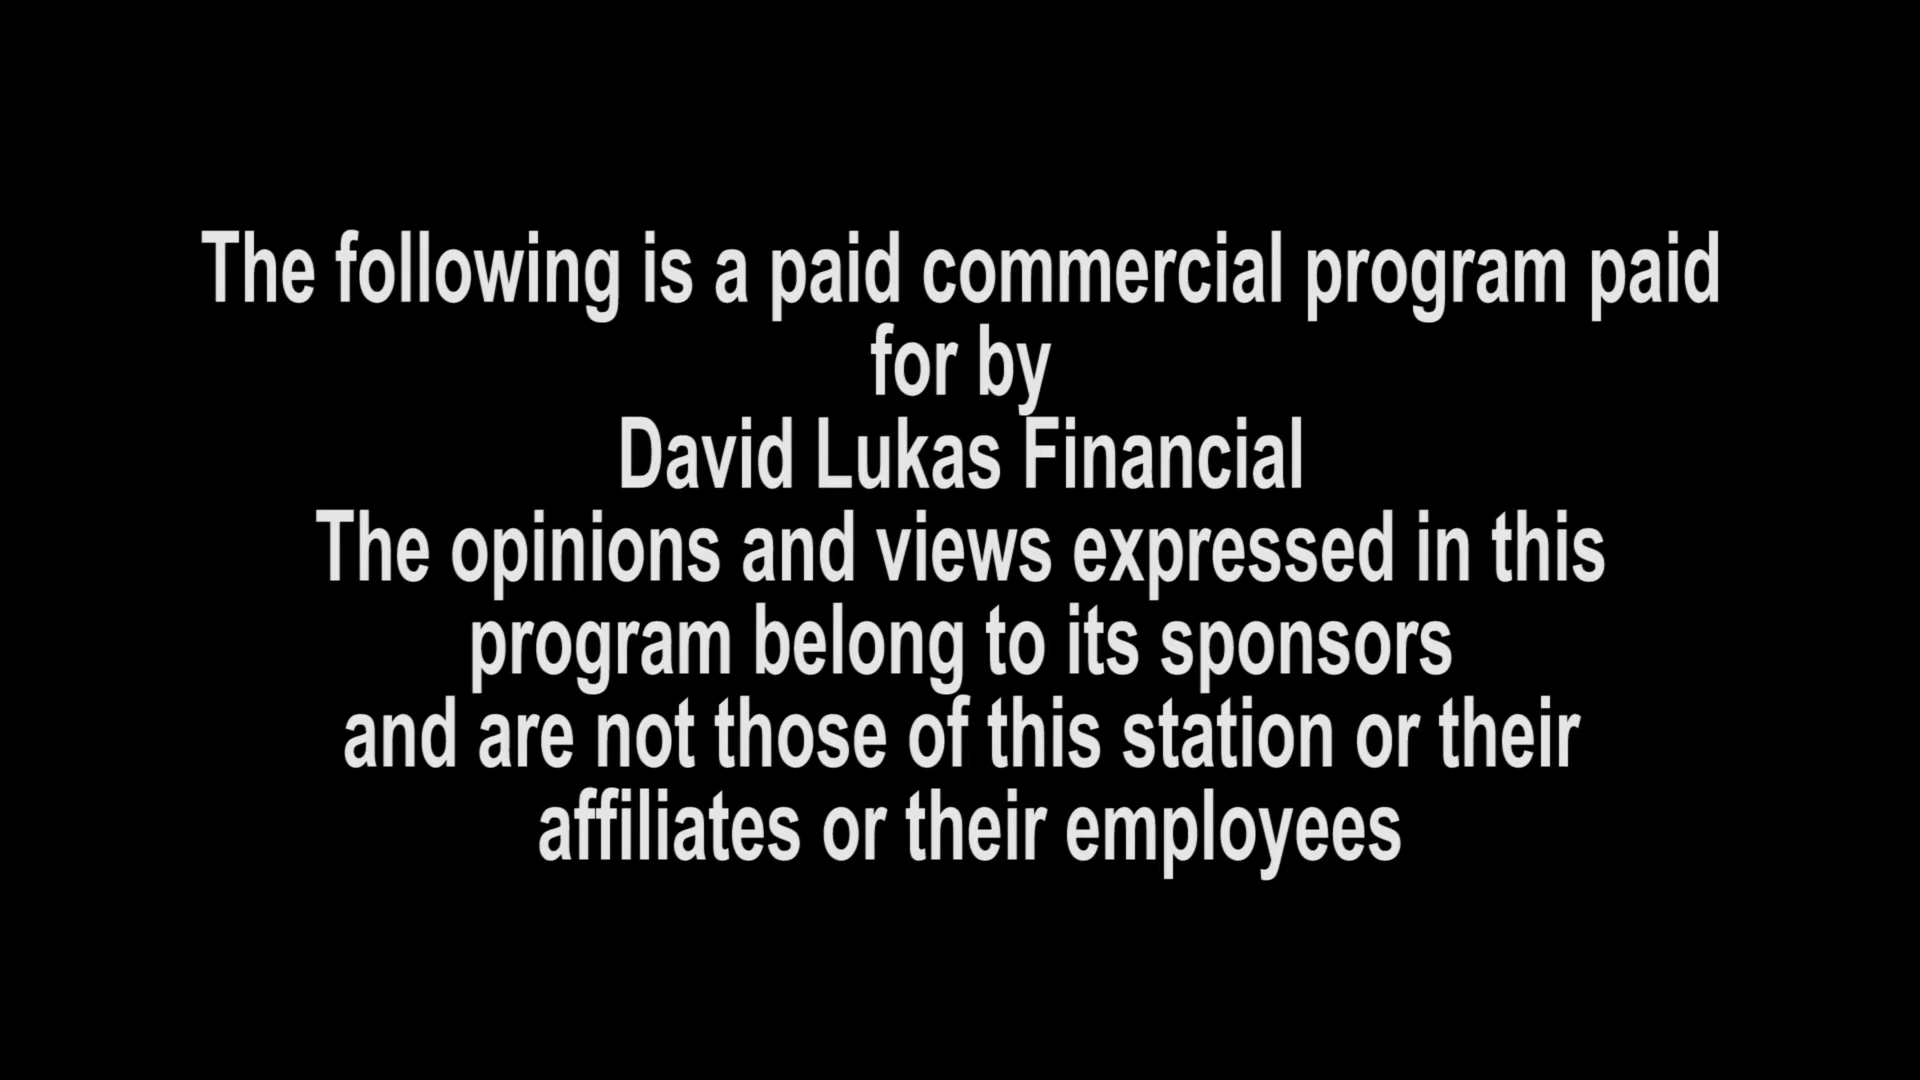 The following is a paid commercial program paid
for by
David Lukas Financial
The opinions and views expressed in this
program belong to its sponsors
and are not those of this station or their
affiliates or their employees